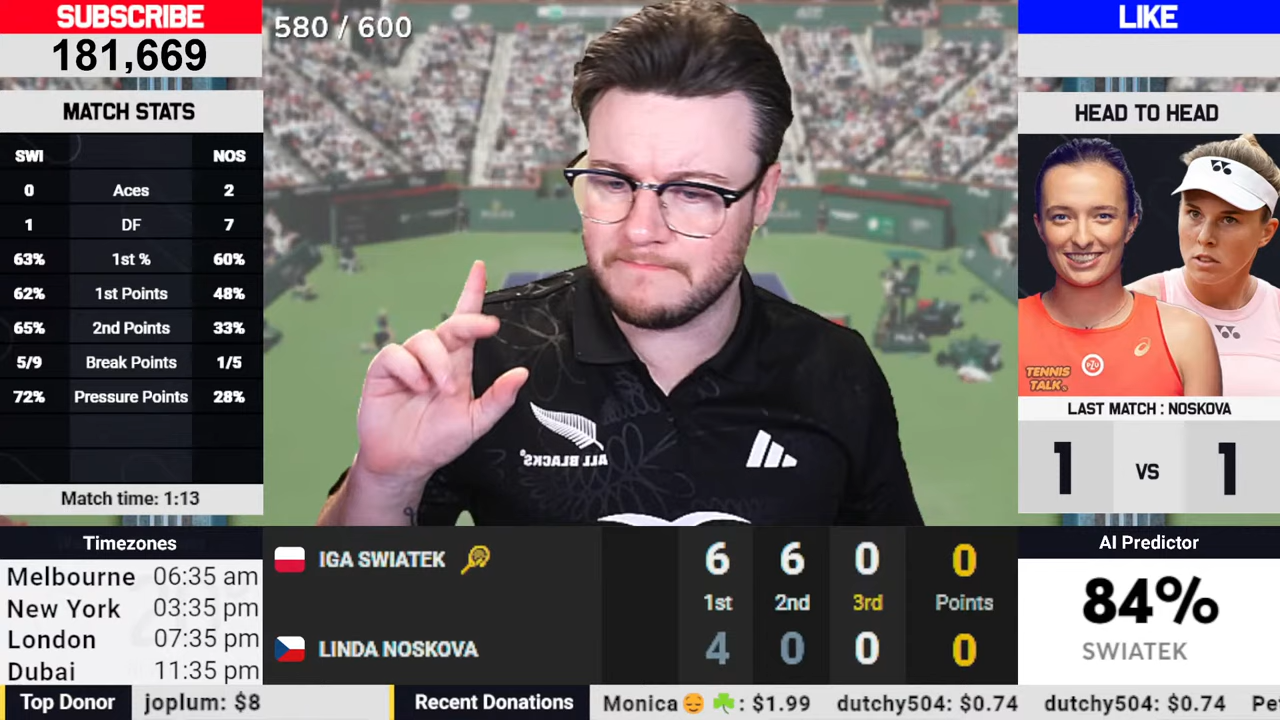 SUBSCRIBE
181,669
580 / 600
LIKE
MATCH STATS
SWI NOS
0 Aces 2
1 DF 7
63% 1st % 60%
62% 1st Points 48%
65% 2nd Points 33%
5/9 Break Points 1/5
72% Pressure Points 28%
Match time: 1:13
HEAD TO HEAD
TENNIS
TALK.
LAST MATCH : NOSKOVA
1 VS 1
ALL BLACKS
Timezones
Melbourne 06:35 am
New York 03:35 pm
London 07:35 pm
Dubai 11:35 pm
IGA SWIATEK 6 6 0 0
1st 2nd 3rd Points
LINDA NOSKOVA 4 0 0 0
AI Predictor
84%
SWIATEK
Top Donor joplum: $8 Recent Donations Monica😌☘️: $1.99 dutchy504: $0.74 dutchy504: $0.74 Pe